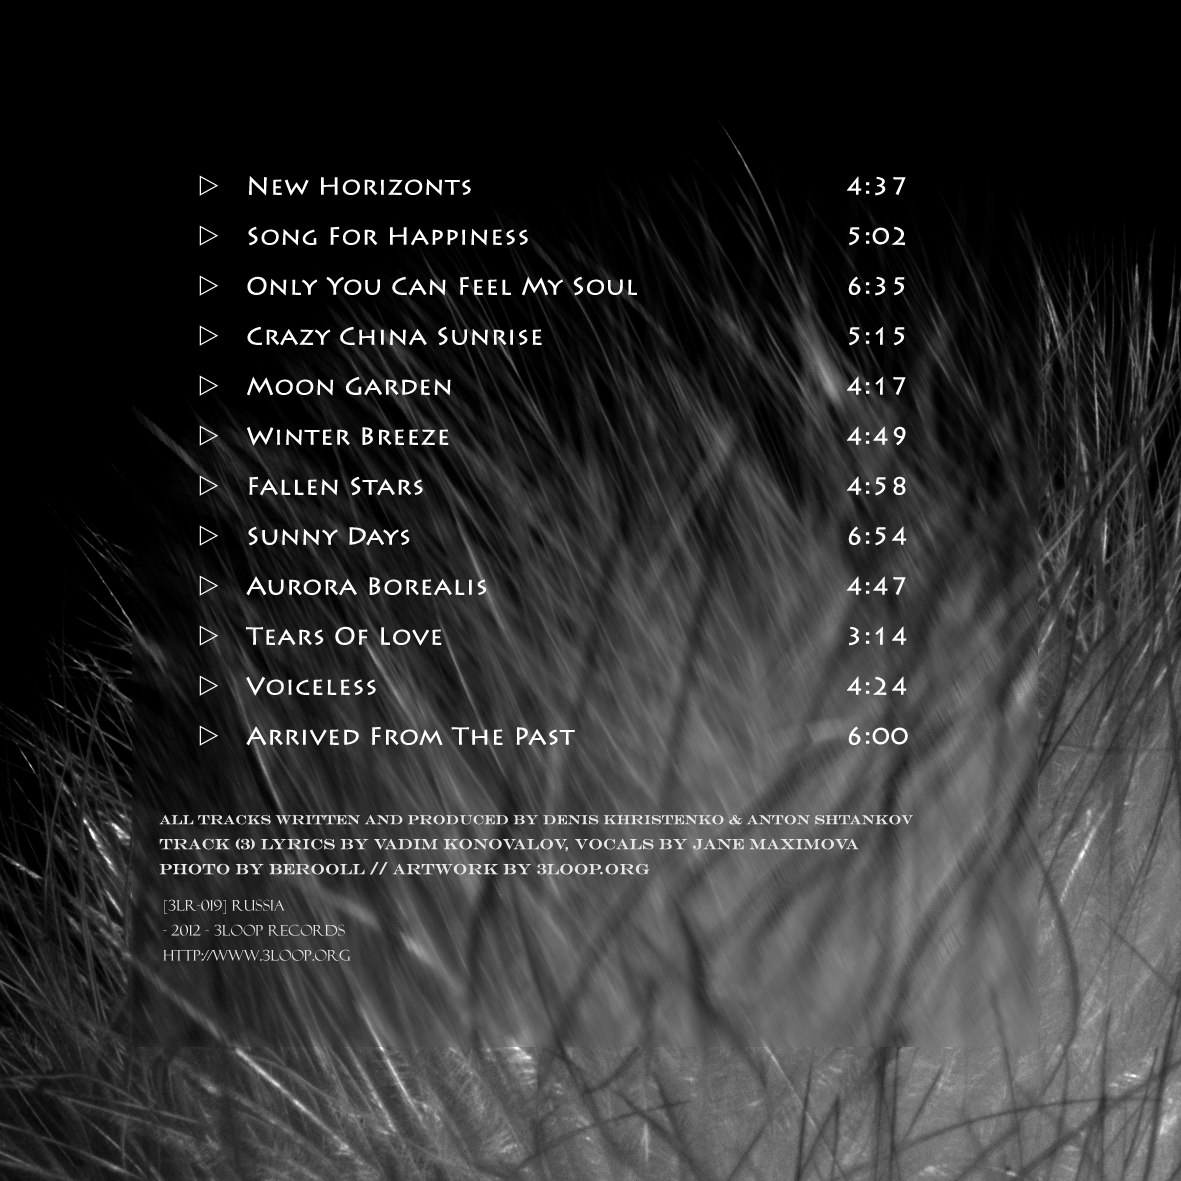 New Horizonts 4:37
Song For Happiness 5:02
Only You Can Feel My Soul 6:35
Crazy China Sunrise 5:15
Moon Garden 4:17
Winter Breeze 4:49
Fallen Stars 4:58
Sunny Days 6:54
Aurora Borealis 4:47
Tears Of Love 3:14
Voiceless 4:24
Arrived From The Past 6:00
ALL TRACKS WRITTEN AND PRODUCED BY DENIS KHRISTENKO & ANTON SHTANKOV
TRACK (3) LYRICS BY VADIM KONOVALOV, VOCALS BY JANE MAXIMOVA
PHOTO BY BEROOLL // ARTWORK BY 3LOOP.ORG
[3LR-019] RUSSIA
- 2012 - 3LOOP RECORDS
HTTP://WWW.3LOOP.ORG